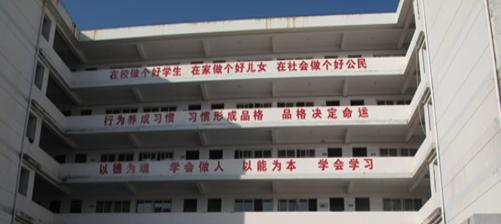 在校做个好学生 在家做个好儿女 在社会做个好公民
行为养成习惯 习惯形成品格 品格决定命运
以德为魂 学会做人 以能为本 学会学习